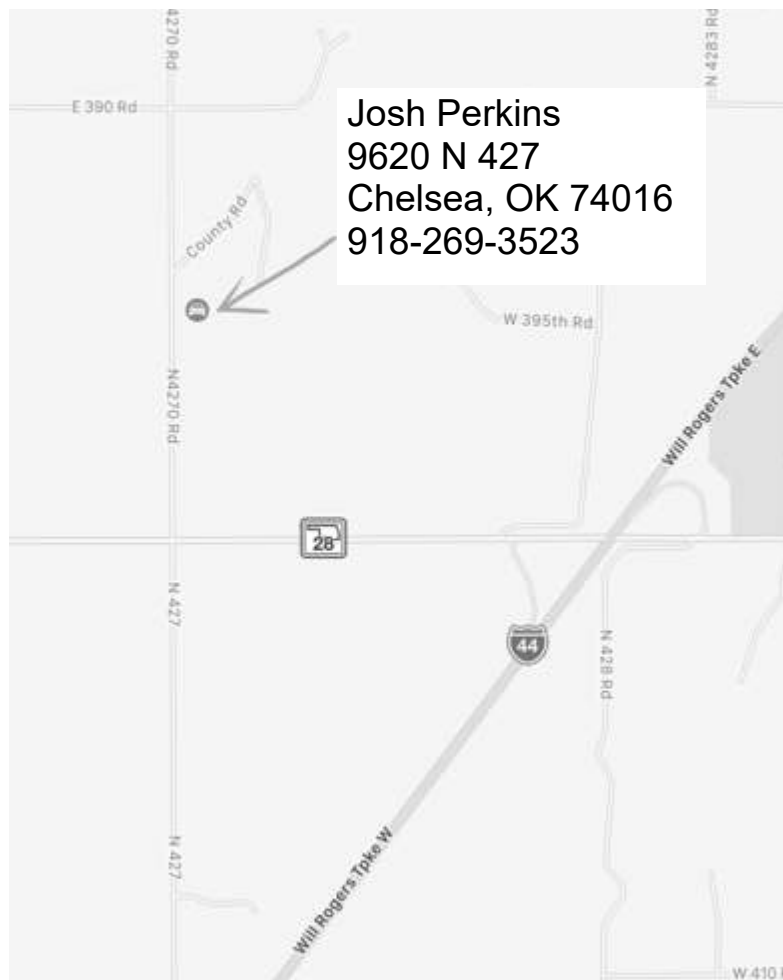 4270 Rd
N 4283 Rd
E 390 Rd
Josh Perkins
9620 N 427
Chelsea, OK 74016
918-269-3523
County Rd
W 395th Rd
N4270 Rd
Will Rogers Tpke E
28
N 427
44
N 428 Rd
N 427
Will Rogers Tpke W
W 410